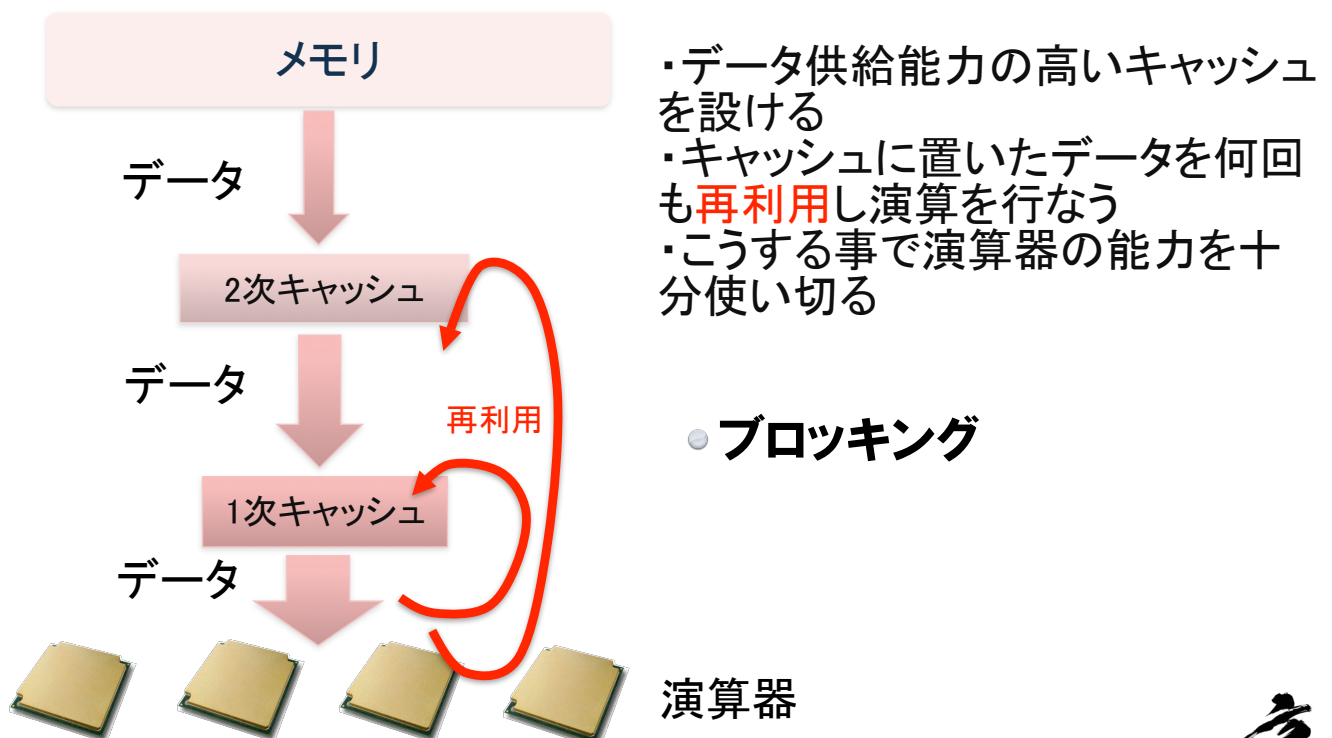 メモリ
データ
2次キャッシュ
データ
再利用
1次キャッシュ
データ
・データ供給能力の高いキャッシュ
を設ける
・キャッシュに置いたデータを何回
も再利用し演算を行なう
・こうする事で演算器の能力を十
分使い切る
ブロッキング
演算器